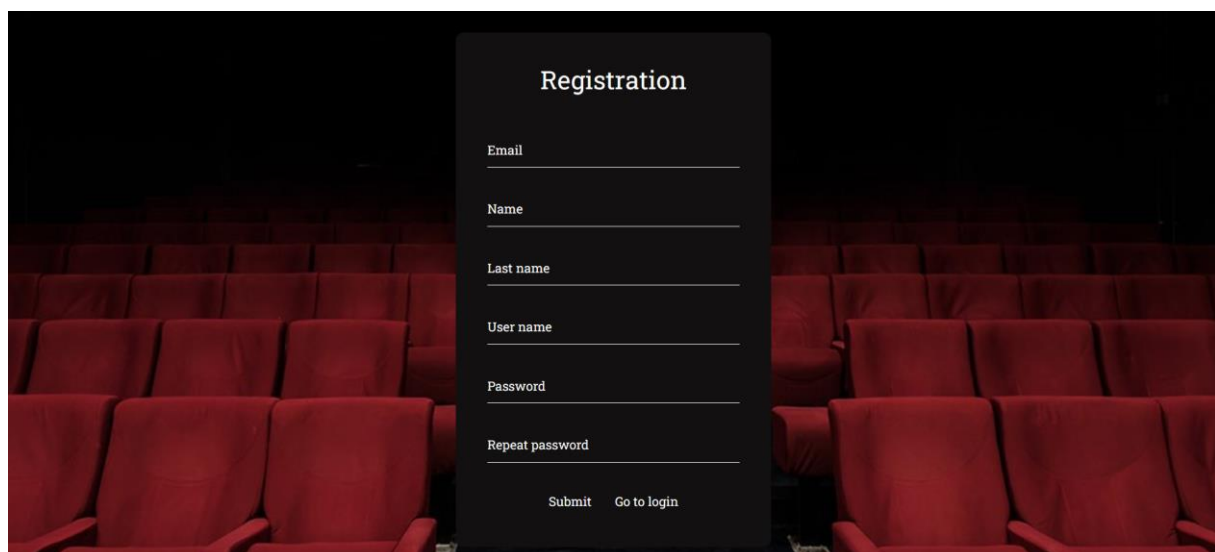 Registration
Email
Name
Last name
User name
Password
Repeat password
Submit Go to login